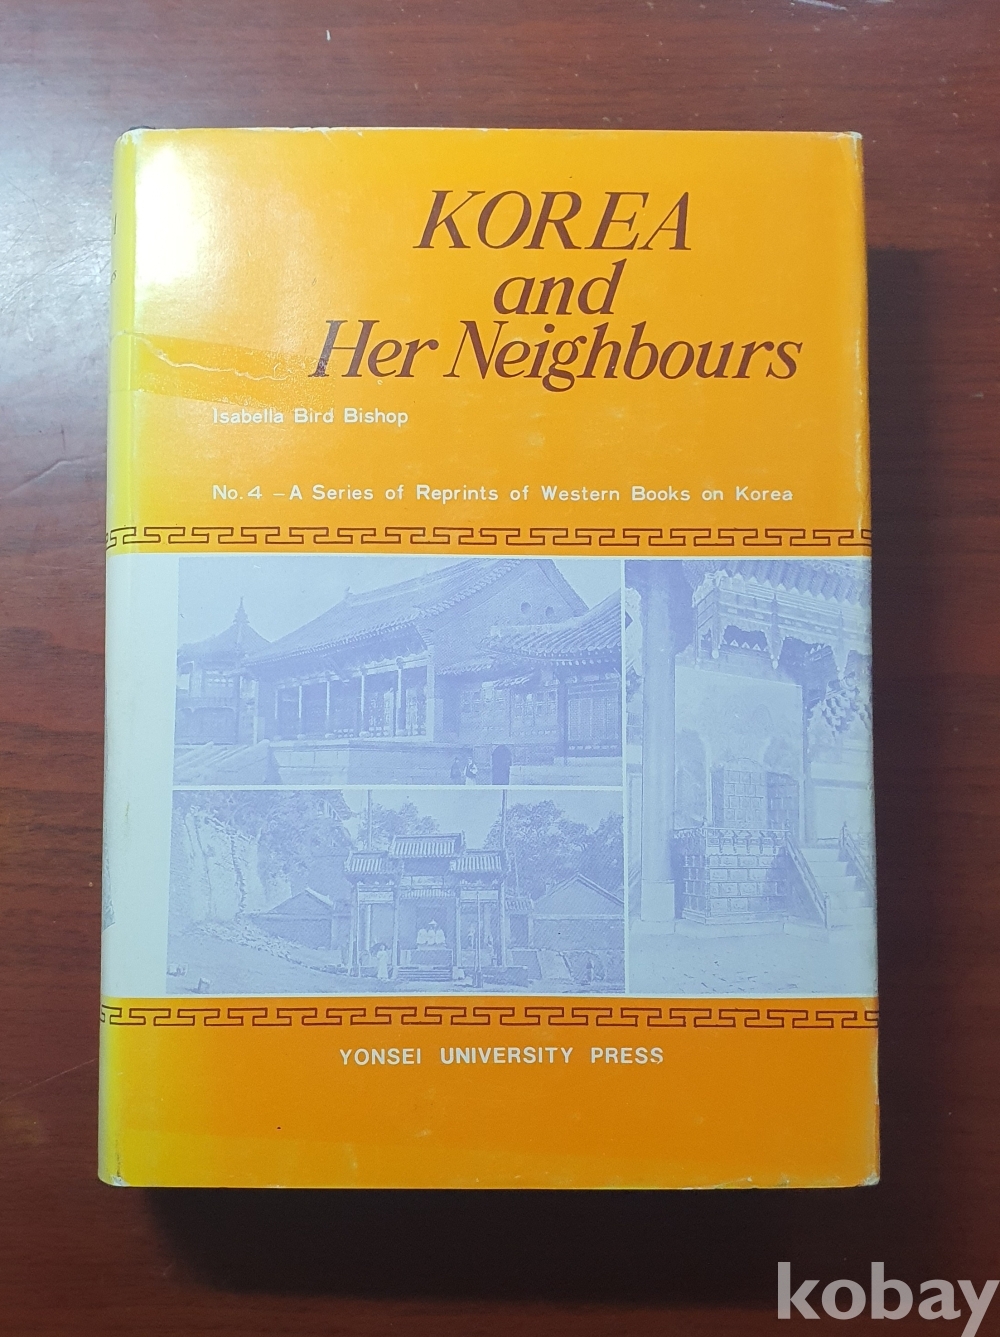 KOREA
and
Her Neighbours
Isabella Bird Bishop
No. 4 – A Series of Reprints of Western Books on Korea
YONSEI UNIVERSITY PRESS
kobay